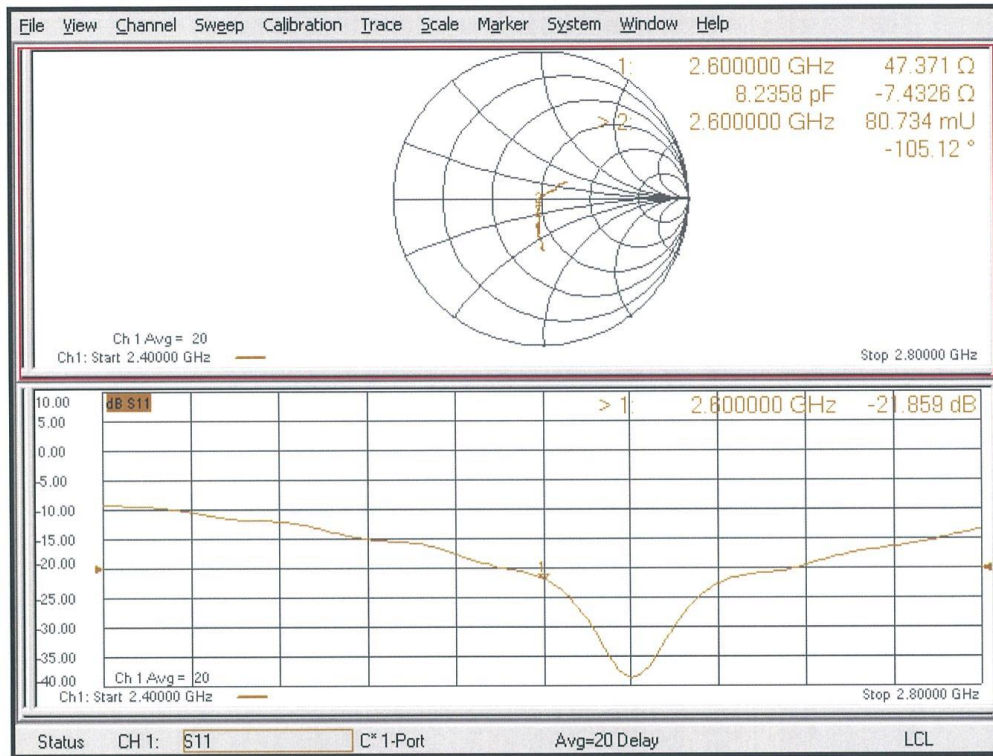 File View Channel Sweep Calibration Trace Scale Marker System Window Help
1: 2.600000 GHz 47.371 Ω
8.2358 pF -7.4326 Ω
> 2: 2.600000 GHz 80.734 mU
-105.12 °
Ch 1 Avg = 20
Ch1: Start 2.40000 GHz Stop 2.80000 GHz
10.00 dB S11 > 1: 2.600000 GHz -21.859 dB
5.00
0.00
-5.00
-10.00
-15.00
-20.00
-25.00
-30.00
-35.00
-40.00 Ch 1 Avg = 20
Ch1: Start 2.40000 GHz Stop 2.80000 GHz
Status CH 1: S11 C* 1-Port Avg=20 Delay LCL